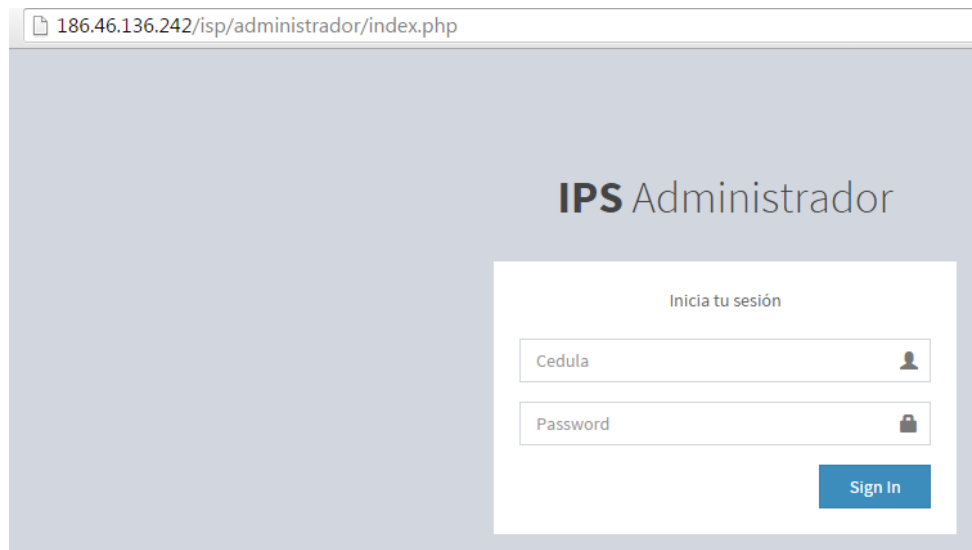 186.46.136.242/isp/administrador/index.php
IPS Administrador
Inicia tu sesión
Cedula
Password
Sign In